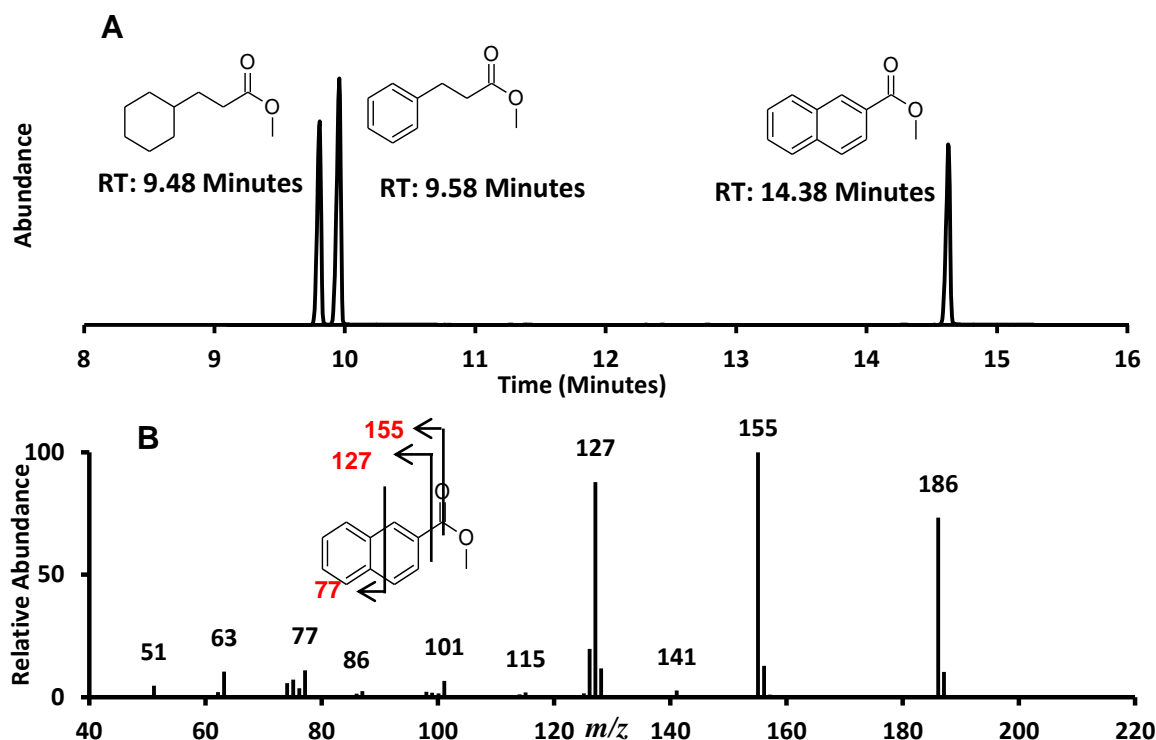 A
O
O
O
O
O
O
RT: 9.48 Minutes
RT: 9.58 Minutes
RT: 14.38 Minutes
Abundance
8 9 10 11 12 13 14 15 16
Time (Minutes)
B
155
127
O
O
77
Relative Abundance
100
50
0
51 63 77 86 101 115 127 141 155 186
40 60 80 100 120 m/z 140 160 180 200 220